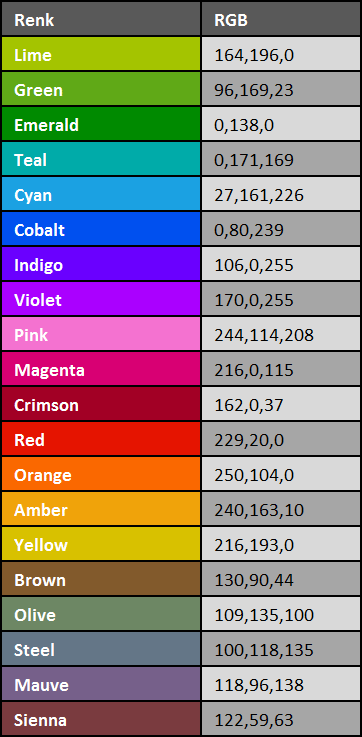 Renk RGB
Lime 164,196,0
Green 96,169,23
Emerald 0,138,0
Teal 0,171,169
Cyan 27,161,226
Cobalt 0,80,239
Indigo 106,0,255
Violet 170,0,255
Pink 244,114,208
Magenta 216,0,115
Crimson 162,0,37
Red 229,20,0
Orange 250,104,0
Amber 240,163,10
Yellow 216,193,0
Brown 130,90,44
Olive 109,135,100
Steel 100,118,135
Mauve 118,96,138
Sienna 122,59,63